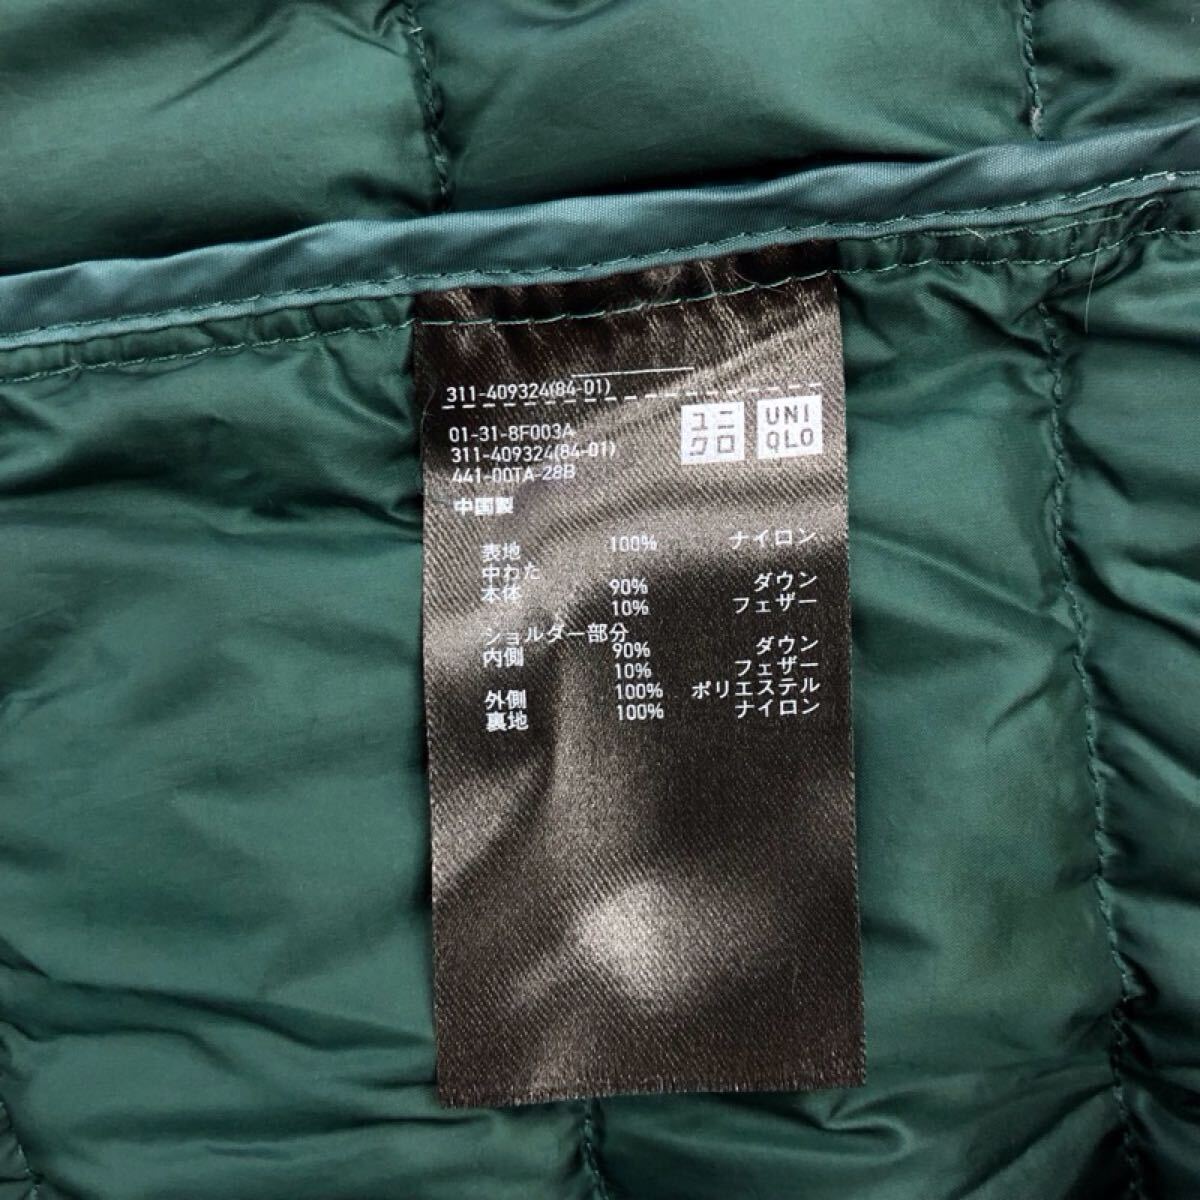 311-409324(84-01)
01-31-8F003A
311-409324(84-01)
441-00TA-28B
ユニ
クロ
UNI
QLO
中国製
表地 100% ナイロン
中わた
本体 90% ダウン
10% フェザー
ショルダー部分
内側 90% ダウン
10% フェザー
外側 100% ポリエステル
裏地 100% ナイロン